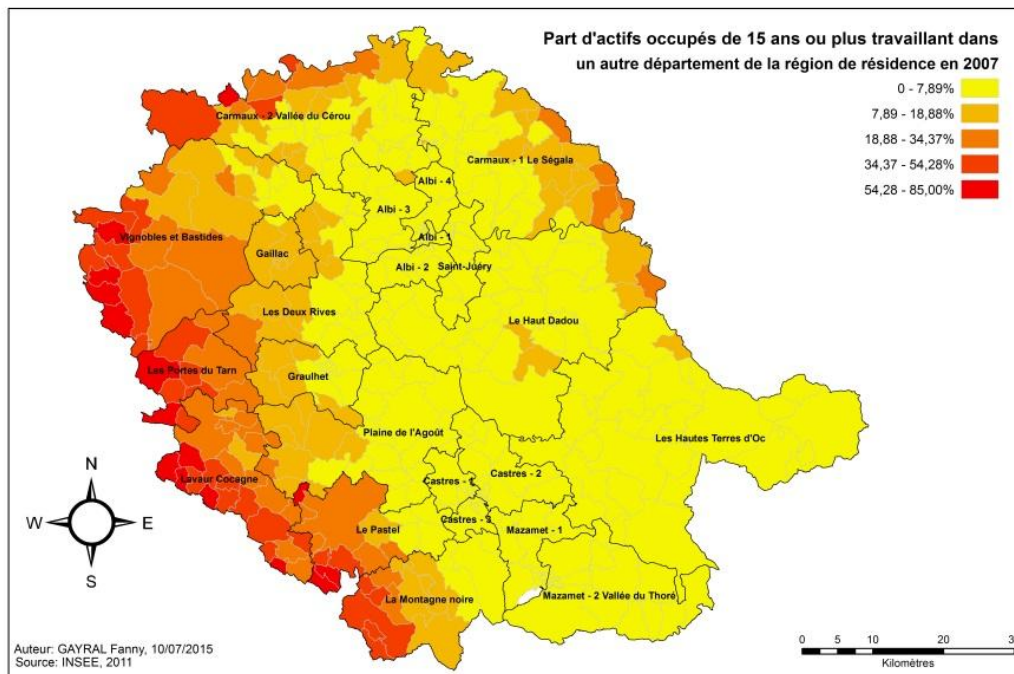 Part d'actifs occupés de 15 ans ou plus travaillant dans
un autre département de la région de résidence en 2007
0 - 7,89%
7,89 - 18,88%
18,88 - 34,37%
34,37 - 54,28%
54,28 - 85,00%
Carmaux - 2 Vallée du Cérou
Carmaux - 1 Le Ségala
Albi - 4
Albi - 3
Albi - 1
Vignobles et Bastides
Gaillac
Albi - 2
Saint-Juéry
Les Deux Rives
Le Haut Dadou
Les Portes du Tarn
Graulhet
Plaine de l'Agoût
Les Hautes Terres d'Oc
Lavaur Cocagne
Castres - 1
Castres - 2
Castres - 3
Le Pastel
Mazamet - 1
La Montagne noire
Mazamet - 2 Vallée du Thoré
N
W
E
S
Auteur: GAYRAL Fanny, 10/07/2015
Source: INSEE, 2011
0 5 10 20
Kilomètres